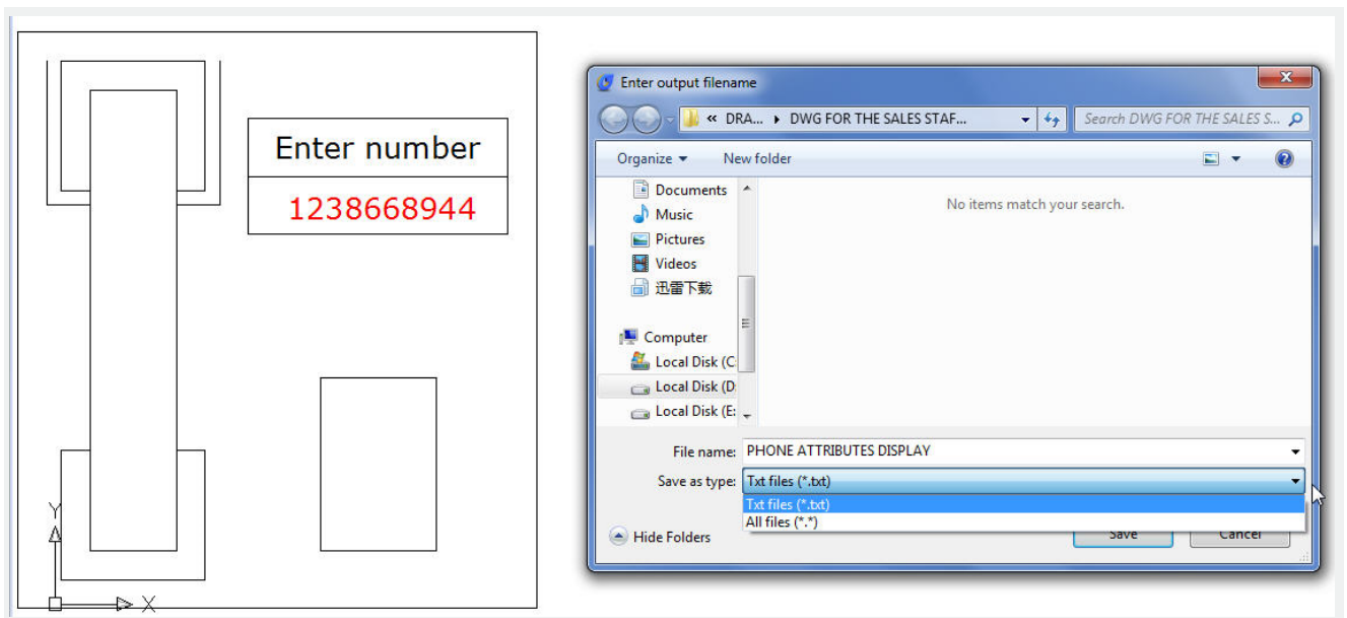 Enter number
1238668944
Y
X
Enter output filename
« DRA... ▸ DWG FOR THE SALES STAF...
Search DWG FOR THE SALES S...
Organize
New folder
Documents
Music
Pictures
Videos
迅雷下载
Computer
Local Disk (C
Local Disk (D
Local Disk (E:
No items match your search.
File name: PHONE ATTRIBUTES DISPLAY
Save as type: Txt files (*.txt)
Txt files (*.txt)
All files (*.*)
Hide Folders
Save
Cancel